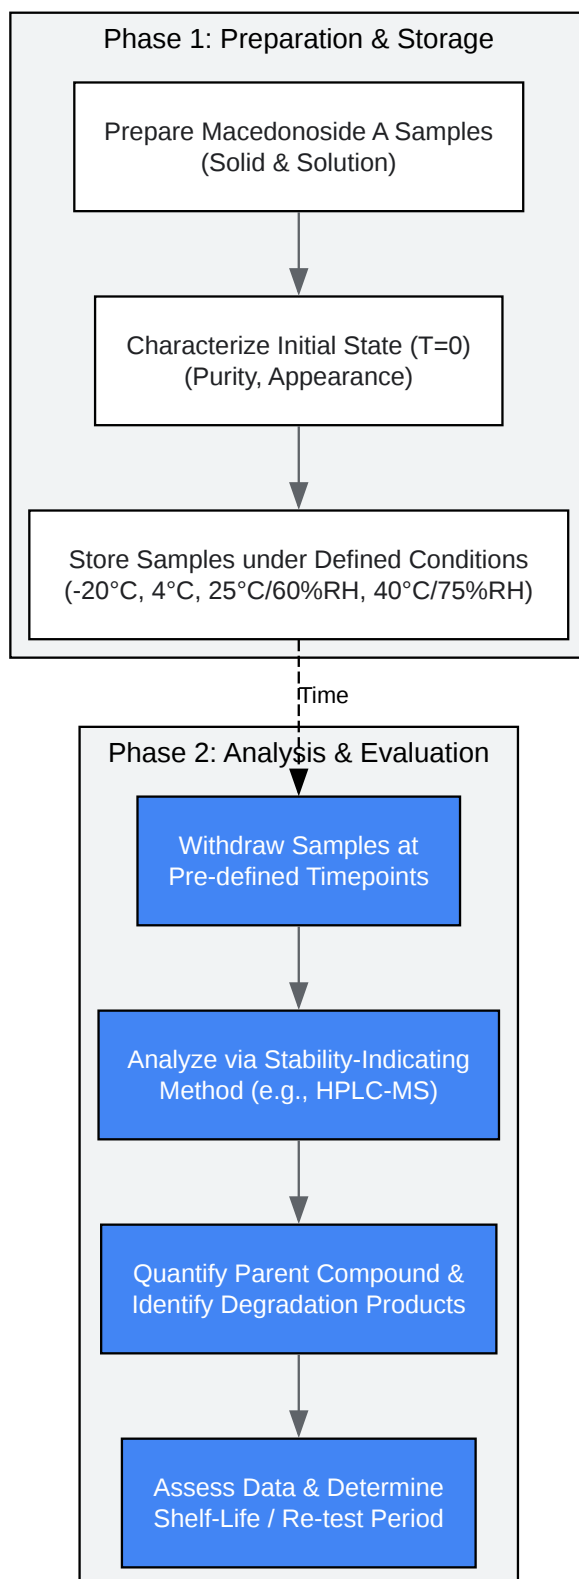 Phase 1: Preparation & Storage
Prepare Macedonoside A Samples
(Solid & Solution)
Characterize Initial State (T=0)
(Purity, Appearance)
Store Samples under Defined Conditions
(-20°C, 4°C, 25°C/60%RH, 40°C/75%RH)
Time
Phase 2: Analysis & Evaluation
Withdraw Samples at
Pre-defined Timepoints
Analyze via Stability-Indicating
Method (e.g., HPLC-MS)
Quantify Parent Compound &
Identify Degradation Products
Assess Data & Determine
Shelf-Life / Re-test Period